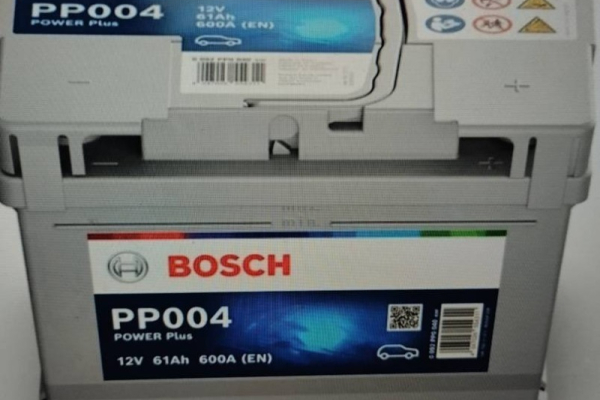 PP004
POWER Plus
12V
61Ah
600A (EN)
BOSCH
PP004
POWER Plus
12V 61Ah 600A (EN)